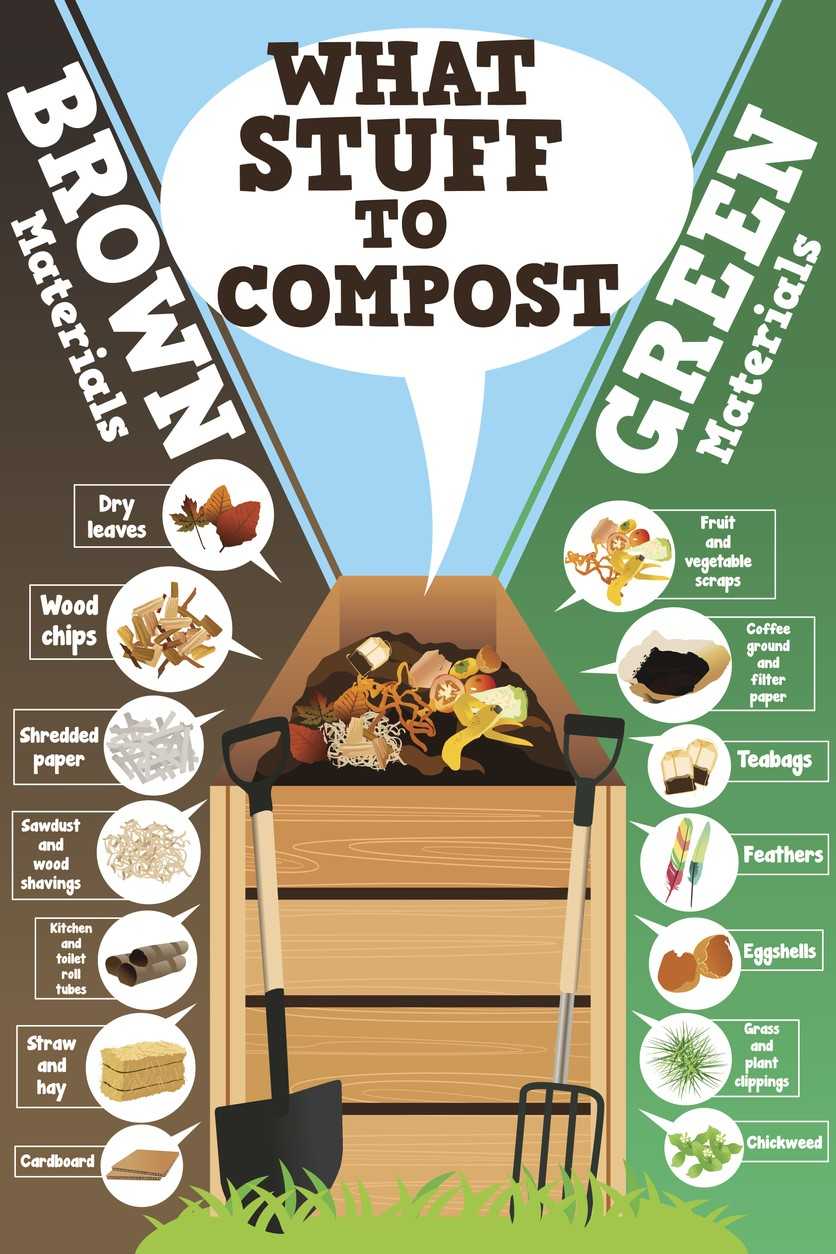 WHAT
STUFF
TO
COMPOST
BROWN
Materials
Dry
leaves
Wood
chips
Shredded
paper
Sawdust
and
wood
shavings
Kitchen
and
toilet
roll
tubes
Straw
and
hay
Cardboard
GREEN
Materials
Fruit
and
vegetable
scraps
Coffee
ground
and
filter
paper
Teabags
Feathers
Eggshells
Grass
and
plant
clippings
Chickweed